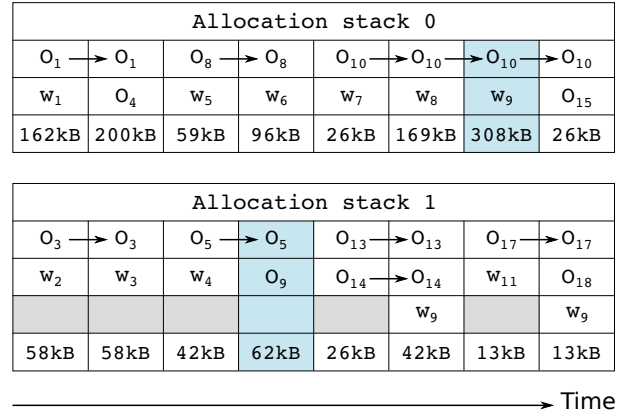 Allocation stack 0
O₁ O₁ O₈ O₈ O₁₀ O₁₀ O₁₀ O₁₀
W₁ O₄ W₅ W₆ W₇ W₈ W₉ O₁₅
162kB 200kB 59kB 96kB 26kB 169kB 308kB 26kB
Allocation stack 1
O₃ O₃ O₅ O₅ O₁₃ O₁₃ O₁₇ O₁₇
W₂ W₃ W₄ O₉ O₁₄ O₁₄ W₁₁ O₁₈
W₉ W₉
58kB 58kB 42kB 62kB 26kB 42kB 13kB 13kB
Time